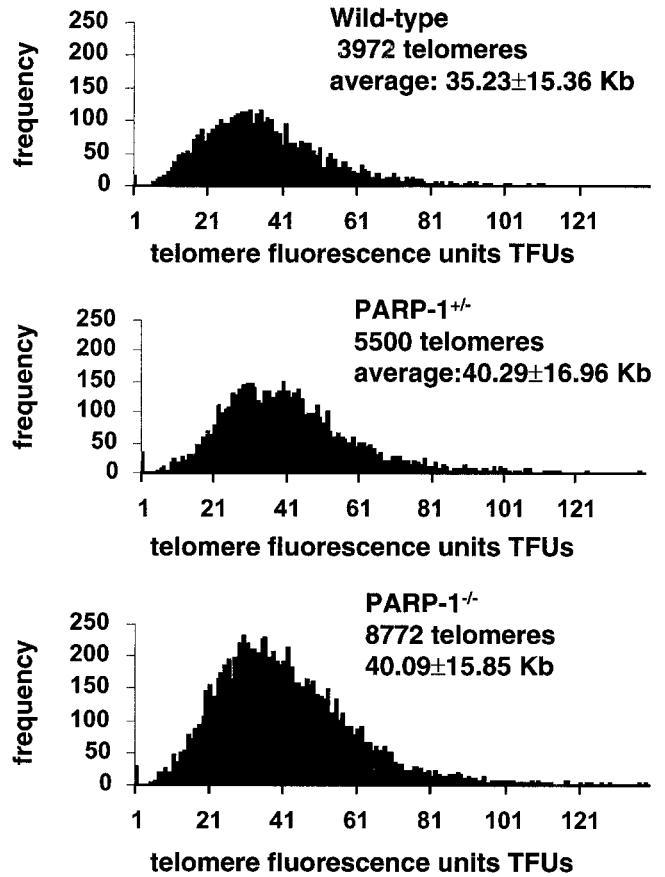 Wild-type
3972 telomeres
average: 35.23±15.36 Kb
frequency
250
200
150
100
50
0
1 21 41 61 81 101 121
telomere fluorescence units TFUs
PARP-1+/-
5500 telomeres
average:40.29±16.96 Kb
frequency
250
200
150
100
50
0
1 21 41 61 81 101 121
telomere fluorescence units TFUs
PARP-1-/-
8772 telomeres
40.09±15.85 Kb
frequency
250
200
150
100
50
0
1 21 41 61 81 101 121
telomere fluorescence units TFUs